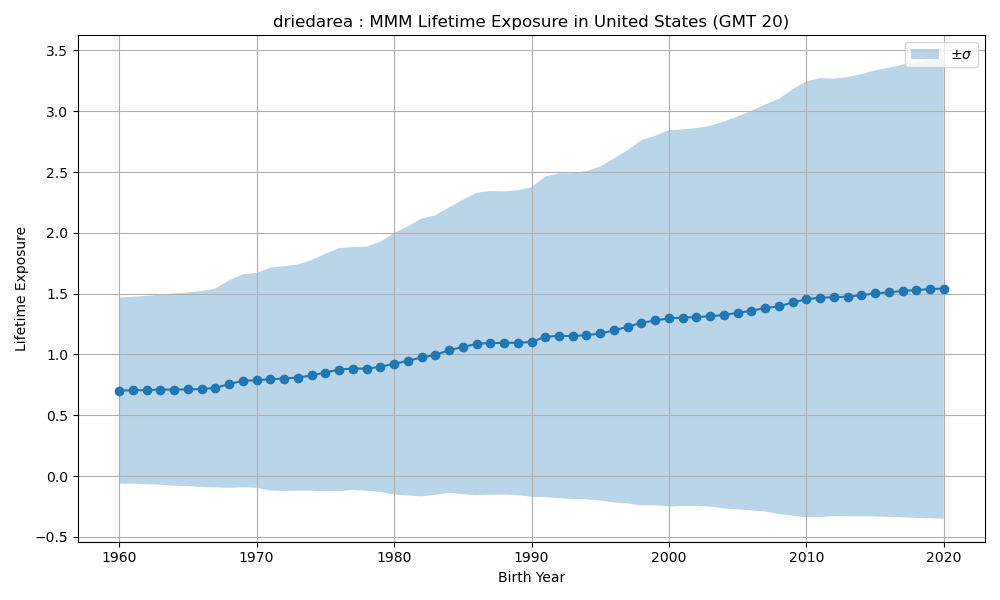 driedarea : MMM Lifetime Exposure in United States (GMT 20)
±σ
Lifetime Exposure
3.5
3.0
2.5
2.0
1.5
1.0
0.5
0.0
−0.5
1960 1970 1980 1990 2000 2010 2020
Birth Year